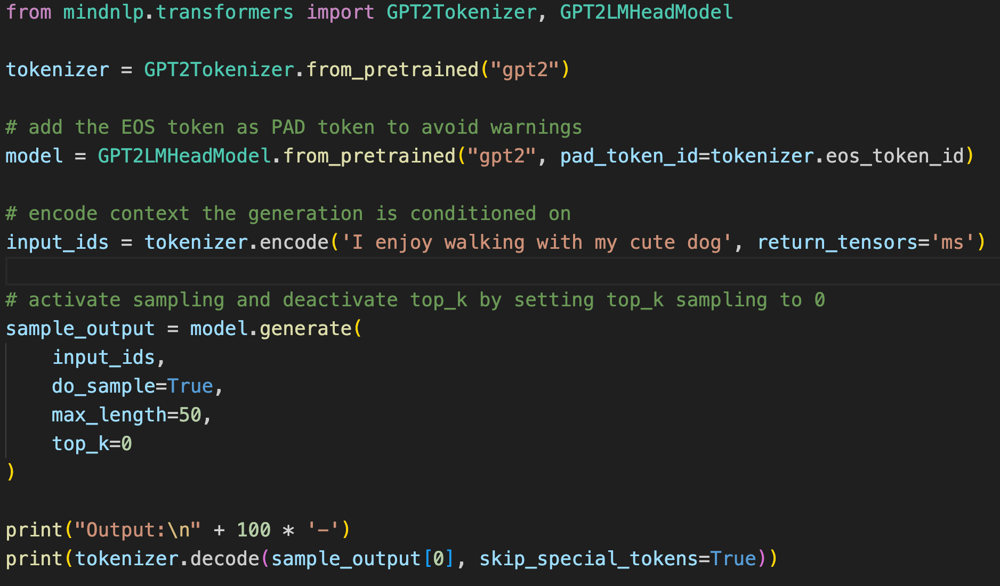 from mindnlp.transformers import GPT2Tokenizer, GPT2LMHeadModel
tokenizer = GPT2Tokenizer.from_pretrained("gpt2")
# add the EOS token as PAD token to avoid warnings
model = GPT2LMHeadModel.from_pretrained("gpt2", pad_token_id=tokenizer.eos_token_id)
# encode context the generation is conditioned on
input_ids = tokenizer.encode('I enjoy walking with my cute dog', return_tensors='ms')
# activate sampling and deactivate top_k by setting top_k sampling to 0
sample_output = model.generate(
    input_ids,
    do_sample=True,
    max_length=50,
    top_k=0
)
print("Output:\n" + 100 * '-')
print(tokenizer.decode(sample_output[0], skip_special_tokens=True))